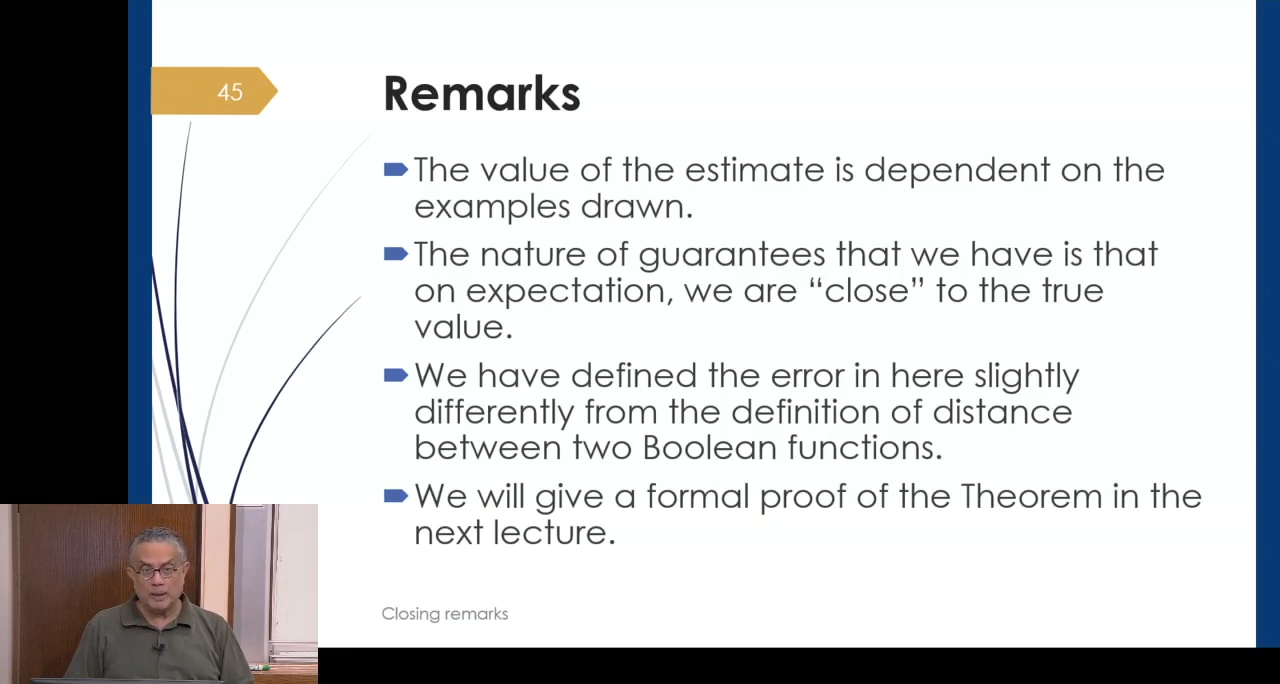 45
Remarks
The value of the estimate is dependent on the
examples drawn.
The nature of guarantees that we have is that
on expectation, we are “close” to the true
value.
We have defined the error in here slightly
differently from the definition of distance
between two Boolean functions.
We will give a formal proof of the Theorem in the
next lecture.
Closing remarks